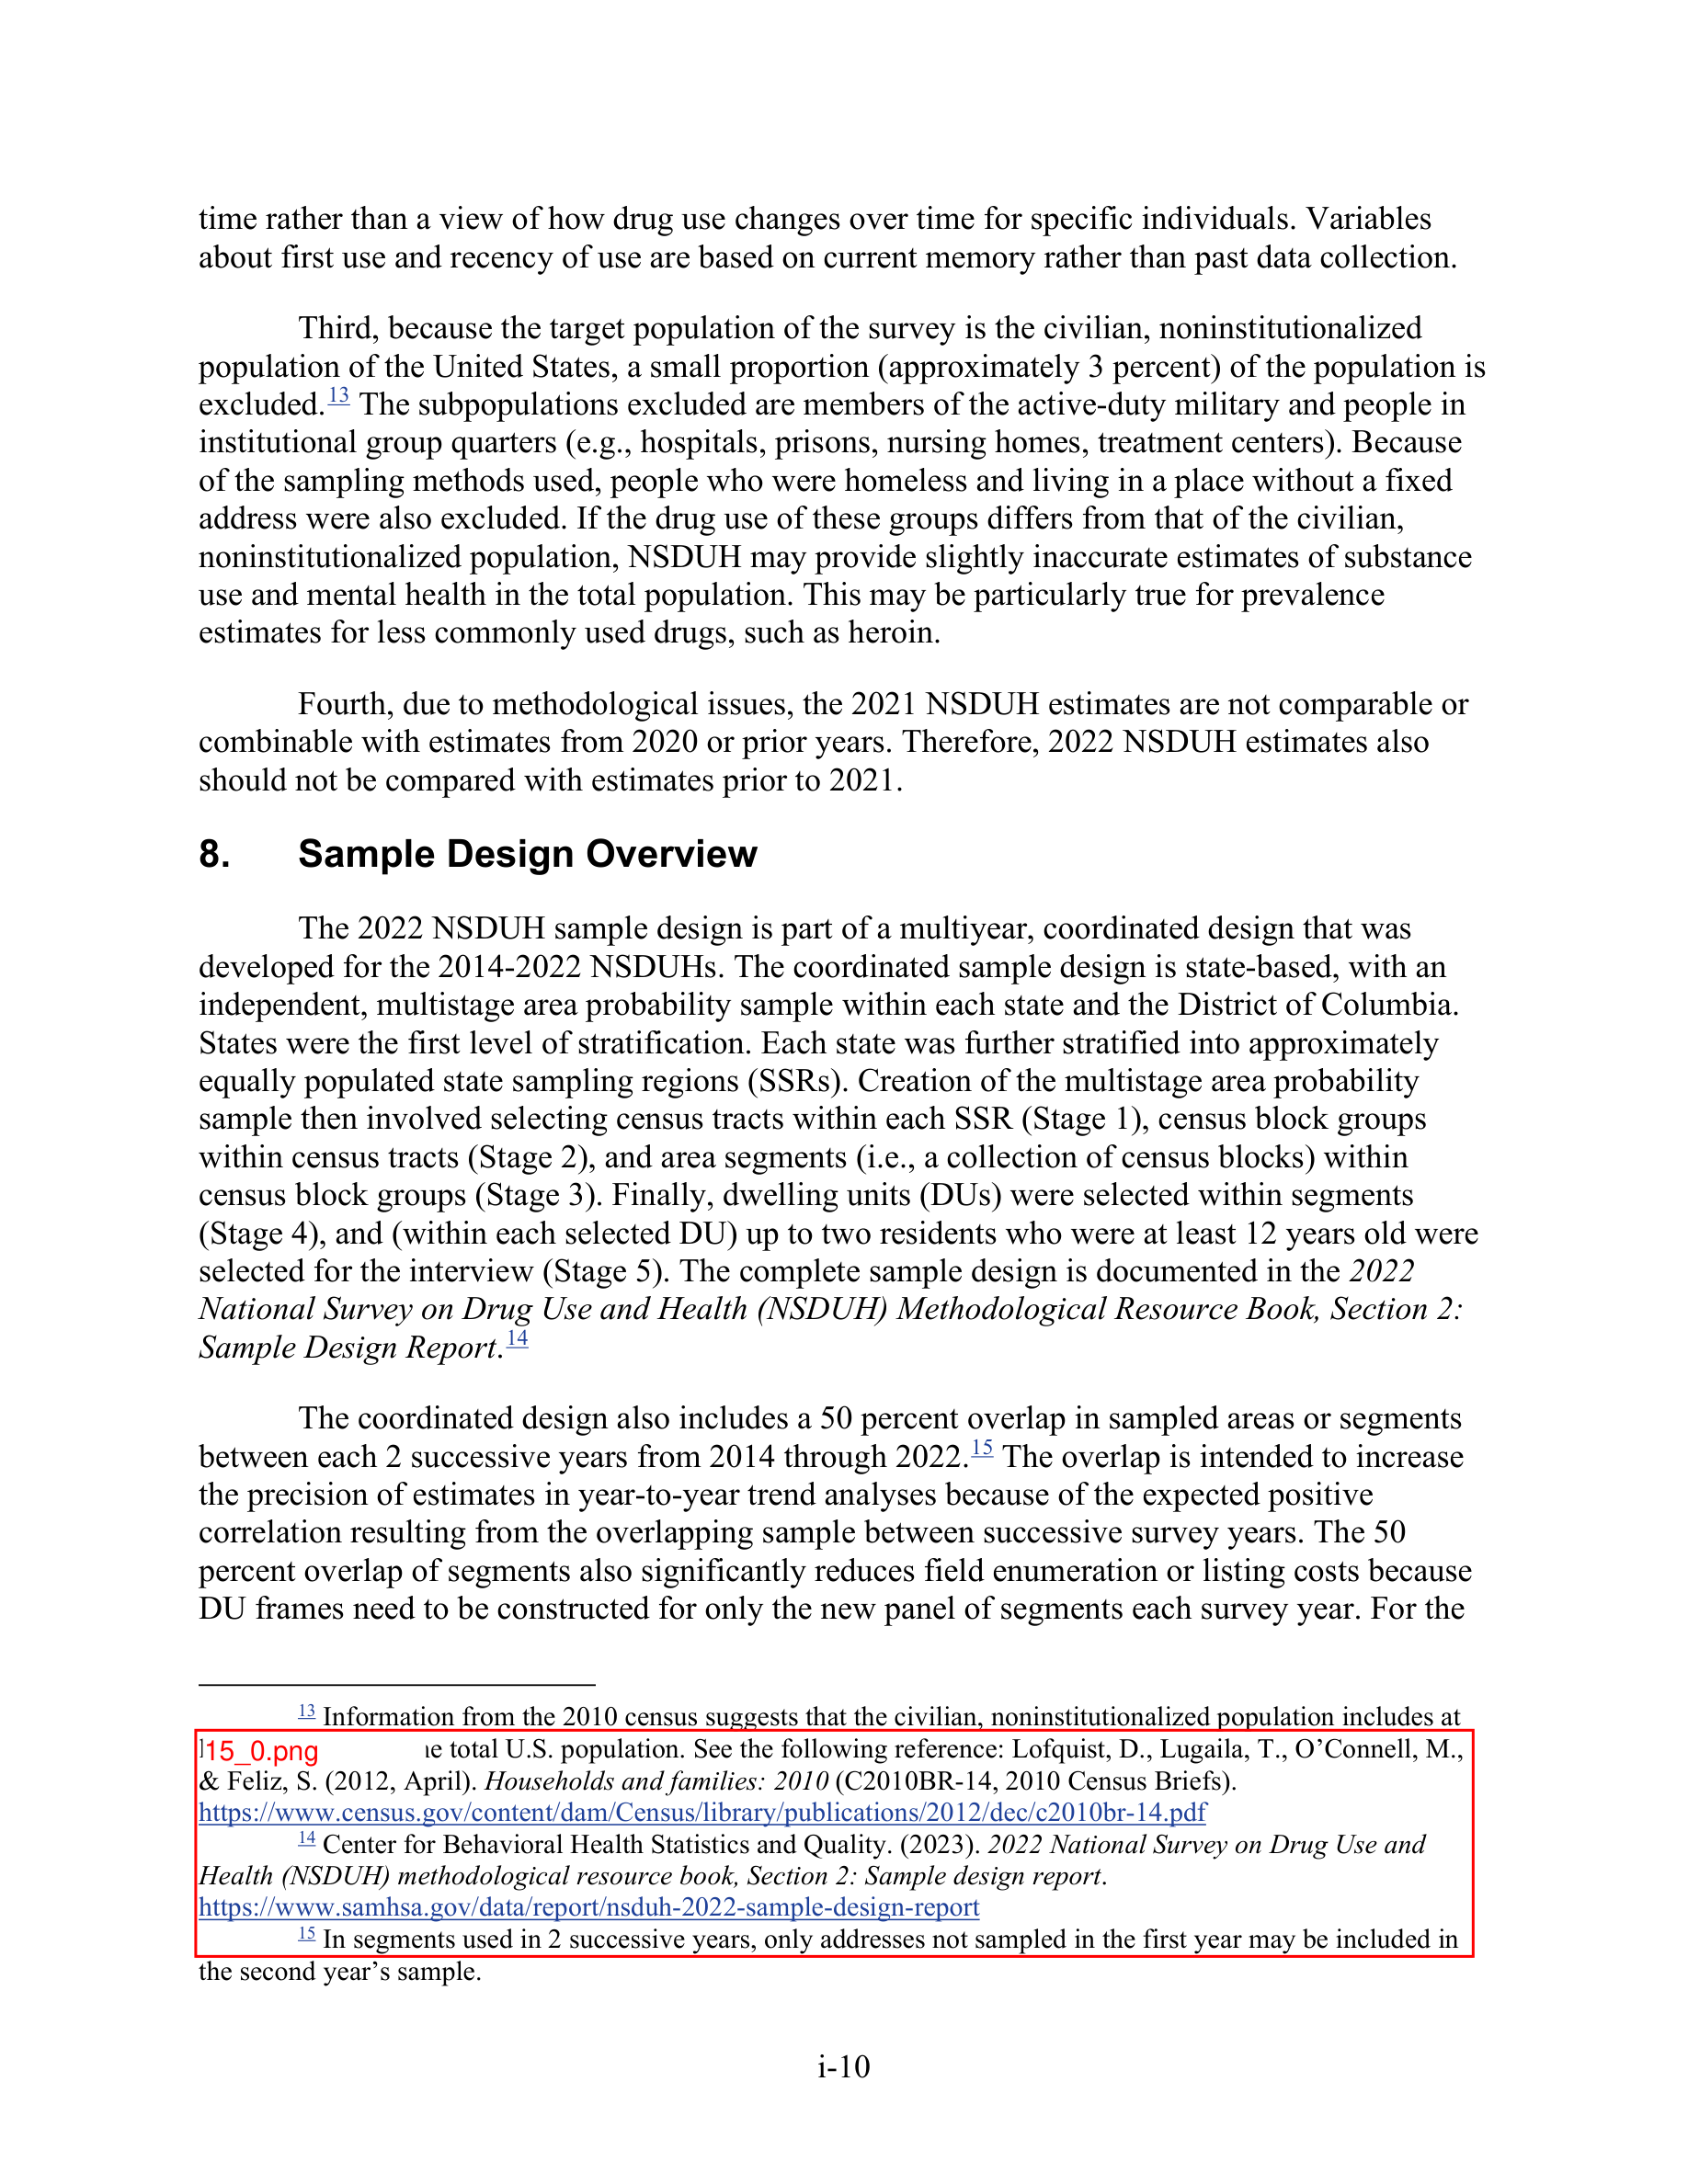 time rather than a view of how drug use changes over time for specific individuals. Variables
about first use and recency of use are based on current memory rather than past data collection.
Third, because the target population of the survey is the civilian, noninstitutionalized
population of the United States, a small proportion (approximately 3 percent) of the population is
excluded.13 The subpopulations excluded are members of the active-duty military and people in
institutional group quarters (e.g., hospitals, prisons, nursing homes, treatment centers). Because
of the sampling methods used, people who were homeless and living in a place without a fixed
address were also excluded. If the drug use of these groups differs from that of the civilian,
noninstitutionalized population, NSDUH may provide slightly inaccurate estimates of substance
use and mental health in the total population. This may be particularly true for prevalence
estimates for less commonly used drugs, such as heroin.
Fourth, due to methodological issues, the 2021 NSDUH estimates are not comparable or
combinable with estimates from 2020 or prior years. Therefore, 2022 NSDUH estimates also
should not be compared with estimates prior to 2021.
8. Sample Design Overview
The 2022 NSDUH sample design is part of a multiyear, coordinated design that was
developed for the 2014-2022 NSDUHs. The coordinated sample design is state-based, with an
independent, multistage area probability sample within each state and the District of Columbia.
States were the first level of stratification. Each state was further stratified into approximately
equally populated state sampling regions (SSRs). Creation of the multistage area probability
sample then involved selecting census tracts within each SSR (Stage 1), census block groups
within census tracts (Stage 2), and area segments (i.e., a collection of census blocks) within
census block groups (Stage 3). Finally, dwelling units (DUs) were selected within segments
(Stage 4), and (within each selected DU) up to two residents who were at least 12 years old were
selected for the interview (Stage 5). The complete sample design is documented in the 2022
National Survey on Drug Use and Health (NSDUH) Methodological Resource Book, Section 2:
Sample Design Report.14
The coordinated design also includes a 50 percent overlap in sampled areas or segments
between each 2 successive years from 2014 through 2022.15 The overlap is intended to increase
the precision of estimates in year-to-year trend analyses because of the expected positive
correlation resulting from the overlapping sample between successive survey years. The 50
percent overlap of segments also significantly reduces field enumeration or listing costs because
DU frames need to be constructed for only the new panel of segments each survey year. For the
13 Information from the 2010 census suggests that the civilian, noninstitutionalized population includes at
15_0.png total U.S. population. See the following reference: Lofquist, D., Lugaila, T., O’Connell, M.,
& Feliz, S. (2012, April). Households and families: 2010 (C2010BR-14, 2010 Census Briefs).
https://www.census.gov/content/dam/Census/library/publications/2012/dec/c2010br-14.pdf
14 Center for Behavioral Health Statistics and Quality. (2023). 2022 National Survey on Drug Use and
Health (NSDUH) methodological resource book, Section 2: Sample design report.
https://www.samhsa.gov/data/report/nsduh-2022-sample-design-report
15 In segments used in 2 successive years, only addresses not sampled in the first year may be included in
the second year’s sample.
i-10